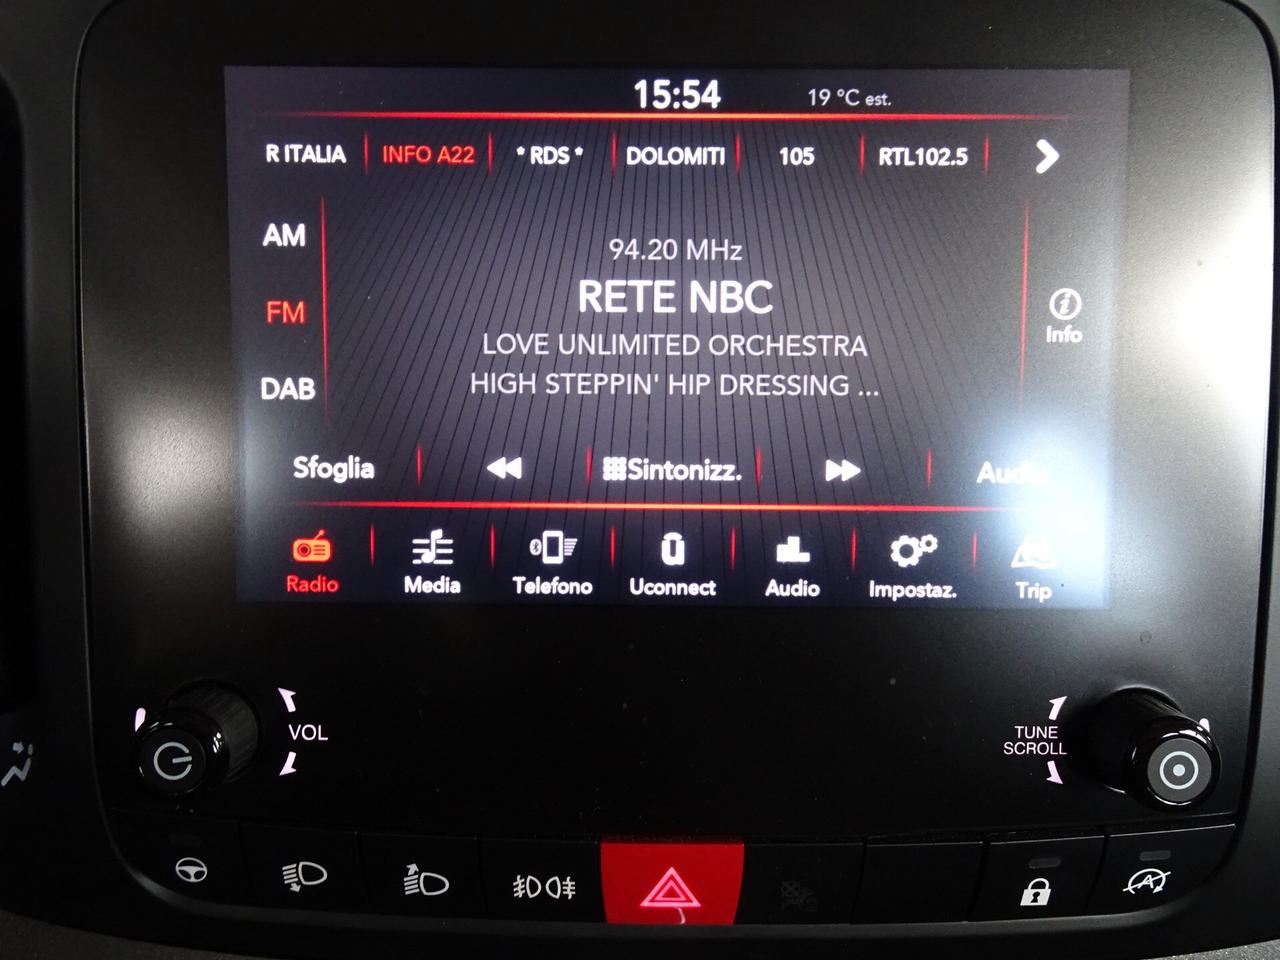 15:54 19 °C est.
R ITALIA INFO A22 * RDS * DOLOMITI 105 RTL102.5
AM
94.20 MHz
RETE NBC
FM
Info
LOVE UNLIMITED ORCHESTRA
DAB
HIGH STEPPIN' HIP DRESSING ...
Sfoglia Sintonizz. Audio
Radio Media Telefono Uconnect Audio Impostaz. Trip
VOL
TUNE
SCROLL
A